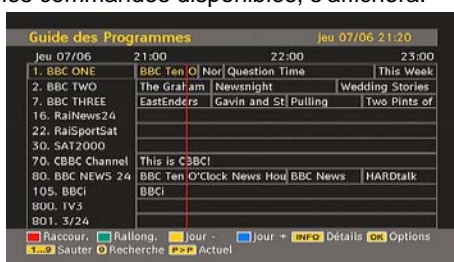 les commandes disponibles, s'affichera.
Guide des Programmes Jeu 07/06 21:20
Jeu 07/06 21:00 22:00 23:00
1. BBC ONE BBC Ten O Nor Question Time This Week
2. BBC TWO The Graham Newsnight Wedding Stories
7. BBC THREE EastEnders Gavin and St Pulling Two Pints of
16. RaiNews24
22. RaiSportSat
30. SAT2000
70. CBBC Channel This is CBBC!
80. BBC NEWS 24 BBC Ten O'Clock News Hou BBC News HARDtalk
105. BBCi BBCi
800. TV3
801. 3/24
Raccour. Rallong. Jour - Jour + INFO Détails OK Options
1...9 Sauter Recherche P>P Actuel